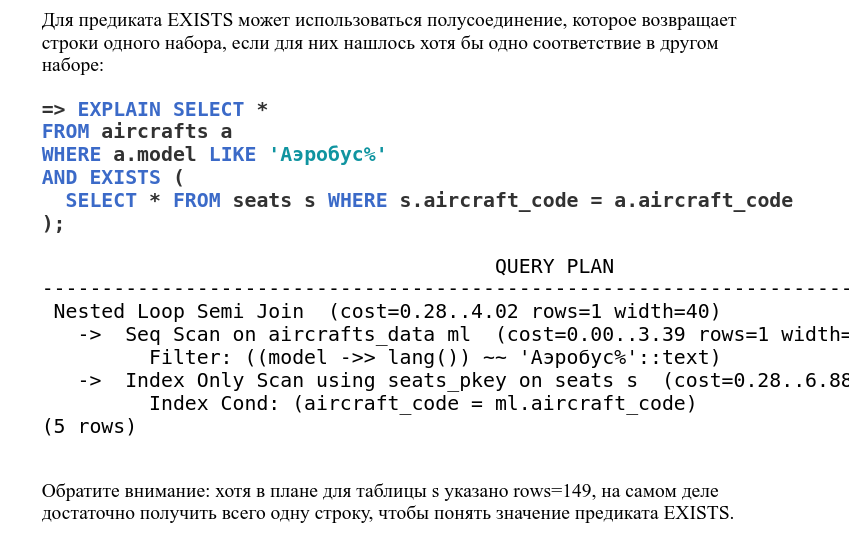 Для предиката EXISTS может использоваться полусоединение, которое возвращает
строки одного набора, если для них нашлось хотя бы одно соответствие в другом
наборе:
=> EXPLAIN SELECT *
FROM aircrafts a
WHERE a.model LIKE 'Аэробус%'
AND EXISTS (
  SELECT * FROM seats s WHERE s.aircraft_code = a.aircraft_code
);
QUERY PLAN
--------------------------------------------------------------------
Nested Loop Semi Join  (cost=0.28..4.02 rows=1 width=40)
  ->  Seq Scan on aircrafts_data ml  (cost=0.00..3.39 rows=1 width=
        Filter: ((model ->> lang()) ~~ 'Аэробус%'::text)
  ->  Index Only Scan using seats_pkey on seats s  (cost=0.28..6.88
        Index Cond: (aircraft_code = ml.aircraft_code)
(5 rows)
Обратите внимание: хотя в плане для таблицы s указано rows=149, на самом деле
достаточно получить всего одну строку, чтобы понять значение предиката EXISTS.